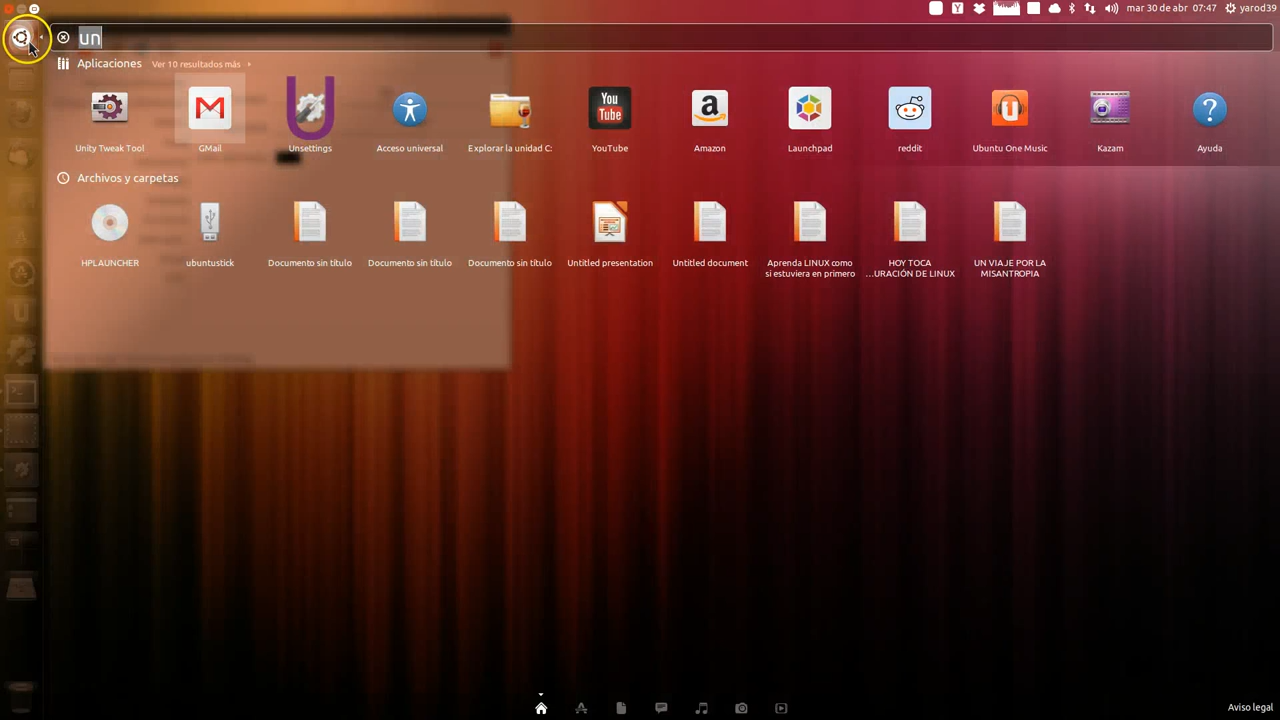 mar 30 de abr 07:47 yarod39
un
Aplicaciones Ver 10 resultados más
You
Tube
Unity Tweak Tool GMail Unsettings Acceso universal Explorar la unidad C: YouTube Amazon Launchpad reddit Ubuntu One Music Kazam Ayuda
Archivos y carpetas
HPLAUNCHER ubuntustick Documento sin título Documento sin título Documento sin título Untitled presentation Untitled document Aprenda LINUX como HOY TOCA UN VIAJE POR LA
si estuviera en primero ...URACIÓN DE LINUX MISANTROPIA
Aviso legal